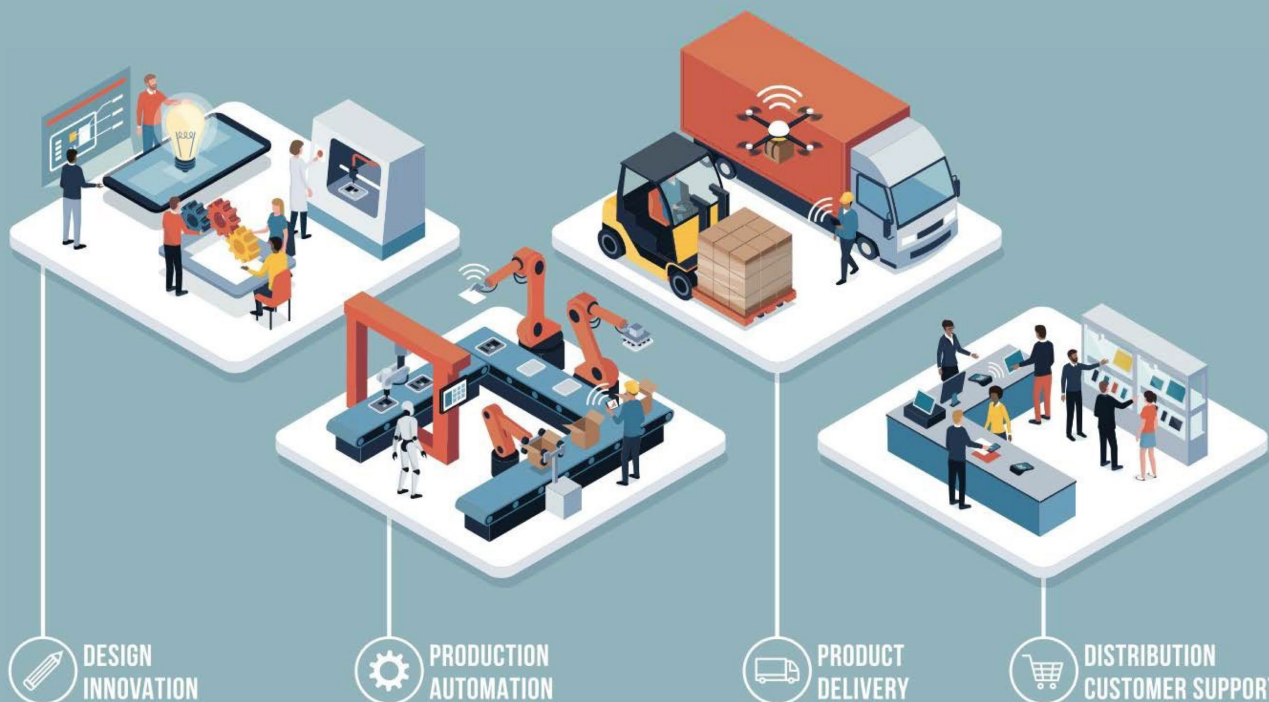 DESIGN
INNOVATION
PRODUCTION
AUTOMATION
PRODUCT
DELIVERY
DISTRIBUTION
CUSTOMER SUPPORT